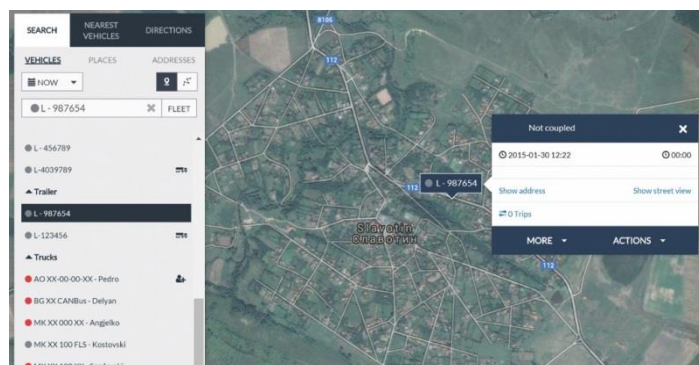 SEARCH
NEAREST
VEHICLES
DIRECTIONS
VEHICLES
PLACES
ADDRESSES
NOW
L - 987654
FLEET
L - 456789
L-4039789
Trailer
L - 987654
L-123456
Trucks
AO XX-00-00-XX - Pedro
BG XX CANBus - Delyan
MK XX 000 XX - Angjelko
MK XX 100 FLS - Kostovski
8106
112
112
L - 987654
Slavotin
Славотин
112
Not coupled
2015-01-30 12:22
00:00
Show address
Show street view
0 Trips
MORE
ACTIONS